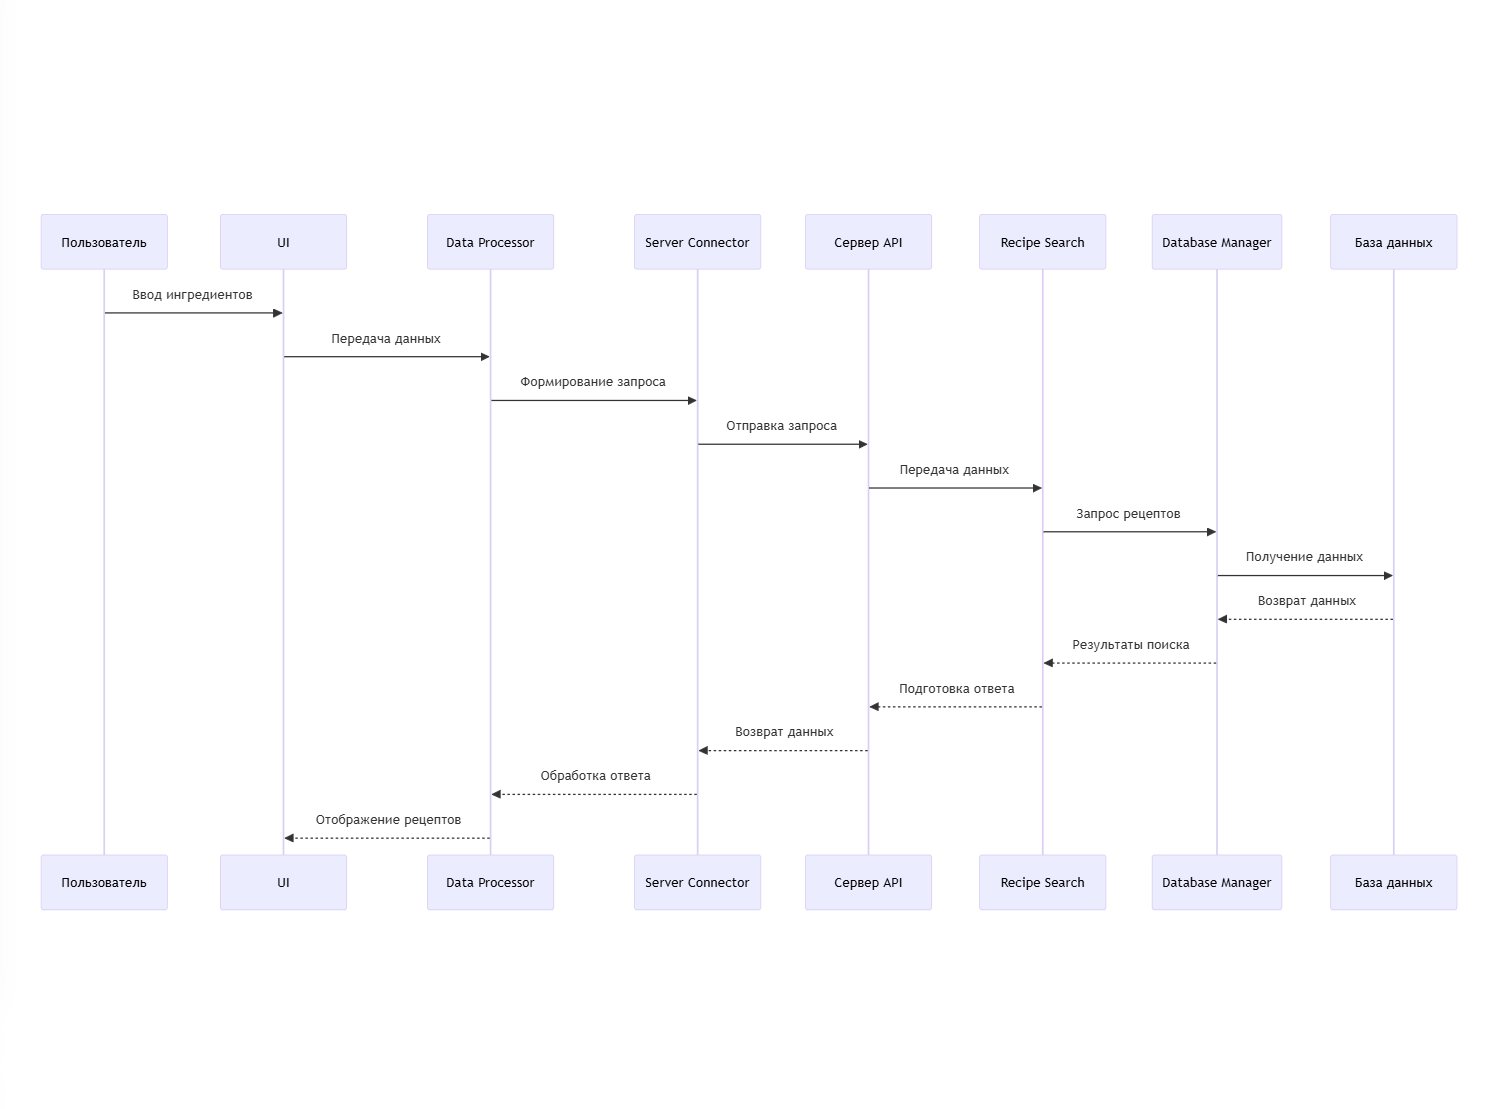 Пользователь
UI
Data Processor
Server Connector
Сервер API
Recipe Search
Database Manager
База данных
Ввод ингредиентов
Передача данных
Формирование запроса
Отправка запроса
Передача данных
Запрос рецептов
Получение данных
Возврат данных
Результаты поиска
Подготовка ответа
Возврат данных
Обработка ответа
Отображение рецептов
Пользователь
UI
Data Processor
Server Connector
Сервер API
Recipe Search
Database Manager
База данных